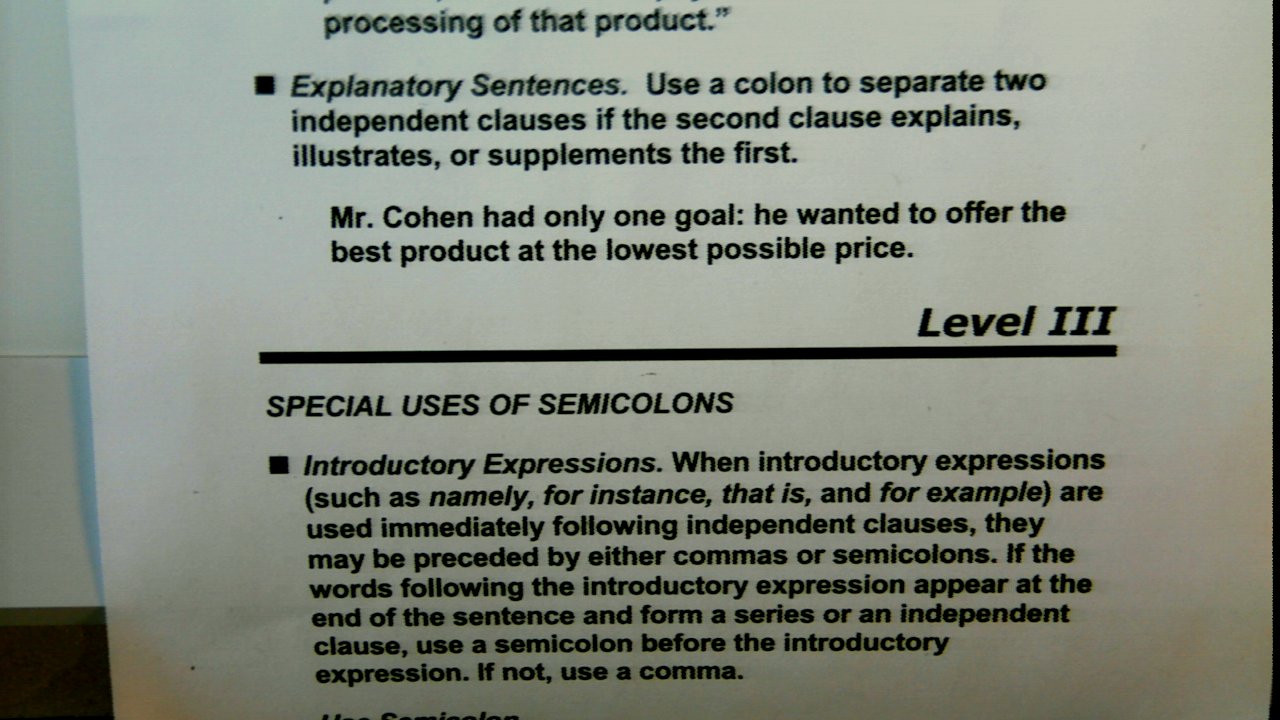 processing of that product.”
■ Explanatory Sentences. Use a colon to separate two
independent clauses if the second clause explains,
illustrates, or supplements the first.
Mr. Cohen had only one goal: he wanted to offer the
best product at the lowest possible price.
Level III
SPECIAL USES OF SEMICOLONS
■ Introductory Expressions. When introductory expressions
(such as namely, for instance, that is, and for example) are
used immediately following independent clauses, they
may be preceded by either commas or semicolons. If the
words following the introductory expression appear at the
end of the sentence and form a series or an independent
clause, use a semicolon before the introductory
expression. If not, use a comma.
Use Semicolon